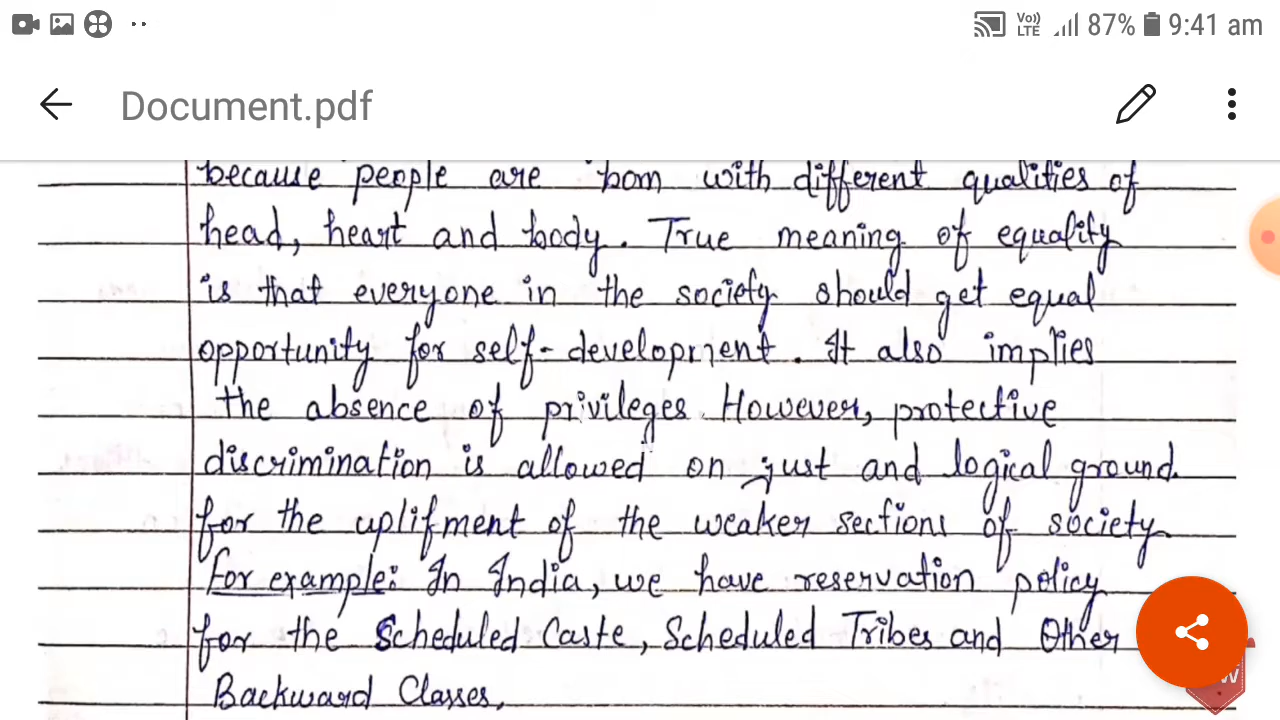 Vo))
LTE
87%
9:41 am
Document.pdf
because people are born with different qualities of
head, heart and body. True meaning of equality
is that everyone in the society should get equal
opportunity for self-development. It also implies
the absence of privileges. However, protective
discrimination is allowed on just and logical ground
for the uplifment of the weaker sections of society
For example: In India, we have reservation policy
for the Scheduled Caste, Scheduled Tribes and Other
Backward Classes.
W